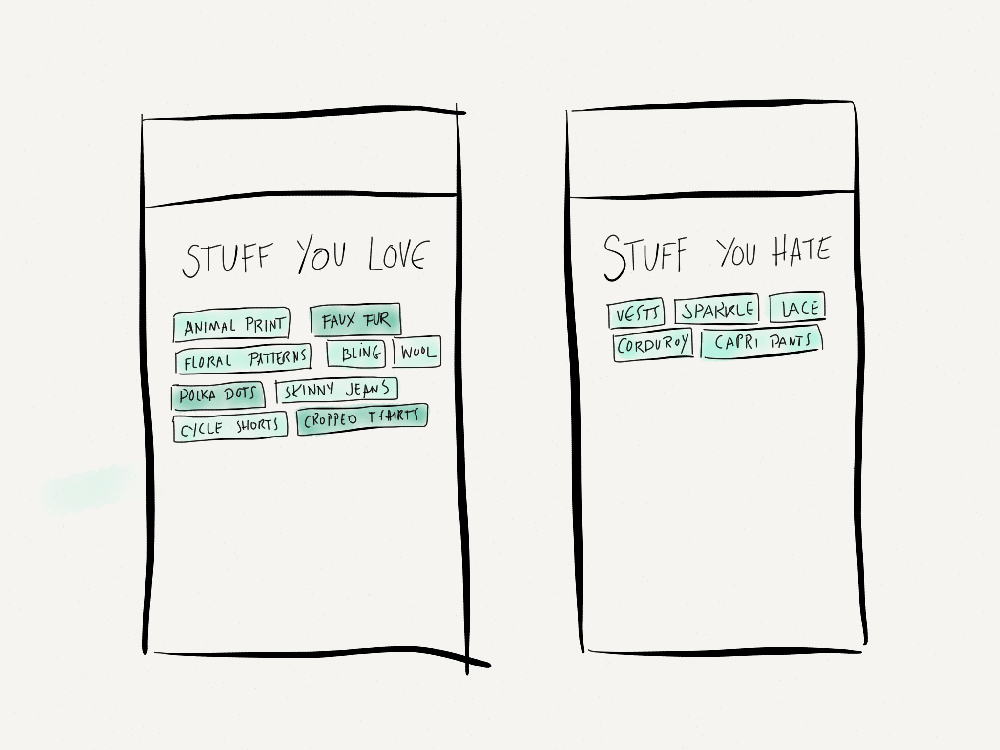 STUFF YOU LOVE
ANIMAL PRINT FAUX FUR
FLORAL PATTERNS BLING WOOL
POLKA DOTS SKINNY JEANS
CYCLE SHORTS CROPPED TSHIRTS
STUFF YOU HATE
VESTS SPARKLE LACE
CORDUROY CAPRI PANTS